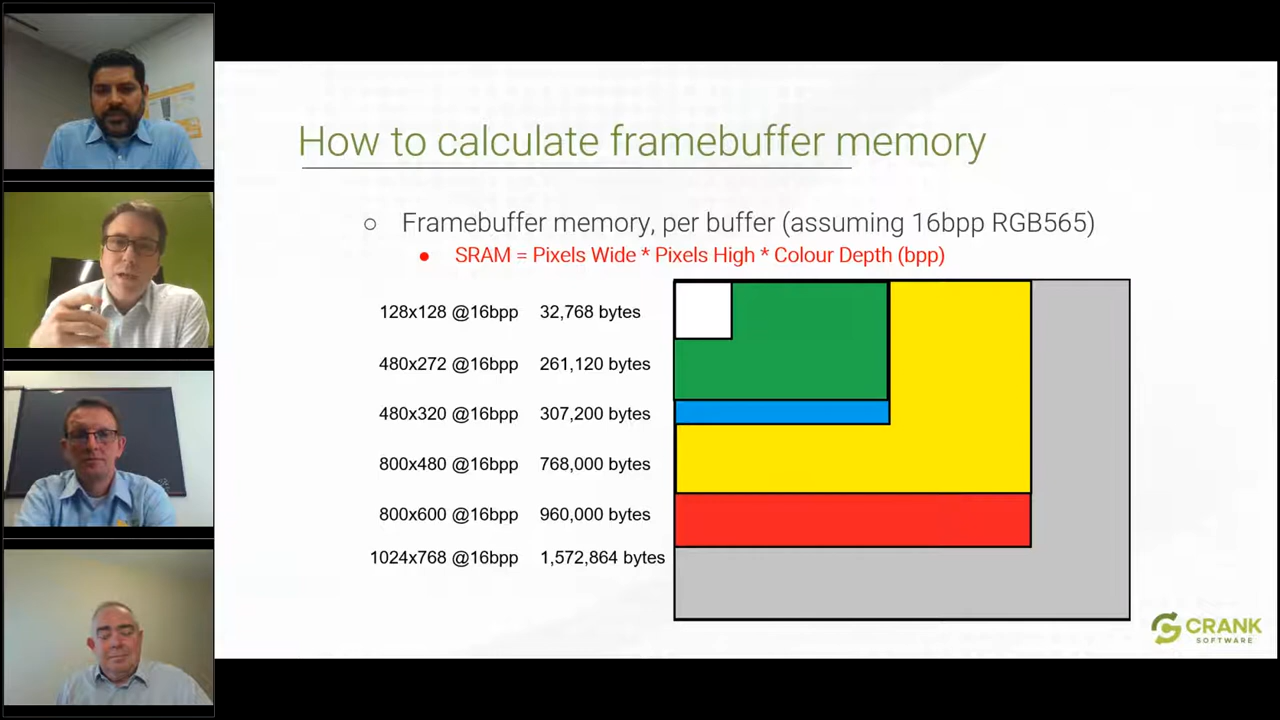 How to calculate framebuffer memory
○ Framebuffer memory, per buffer (assuming 16bpp RGB565)
● SRAM = Pixels Wide * Pixels High * Colour Depth (bpp)
128x128 @16bpp 32,768 bytes
480x272 @16bpp 261,120 bytes
480x320 @16bpp 307,200 bytes
800x480 @16bpp 768,000 bytes
800x600 @16bpp 960,000 bytes
1024x768 @16bpp 1,572,864 bytes
CRANK
SOFTWARE